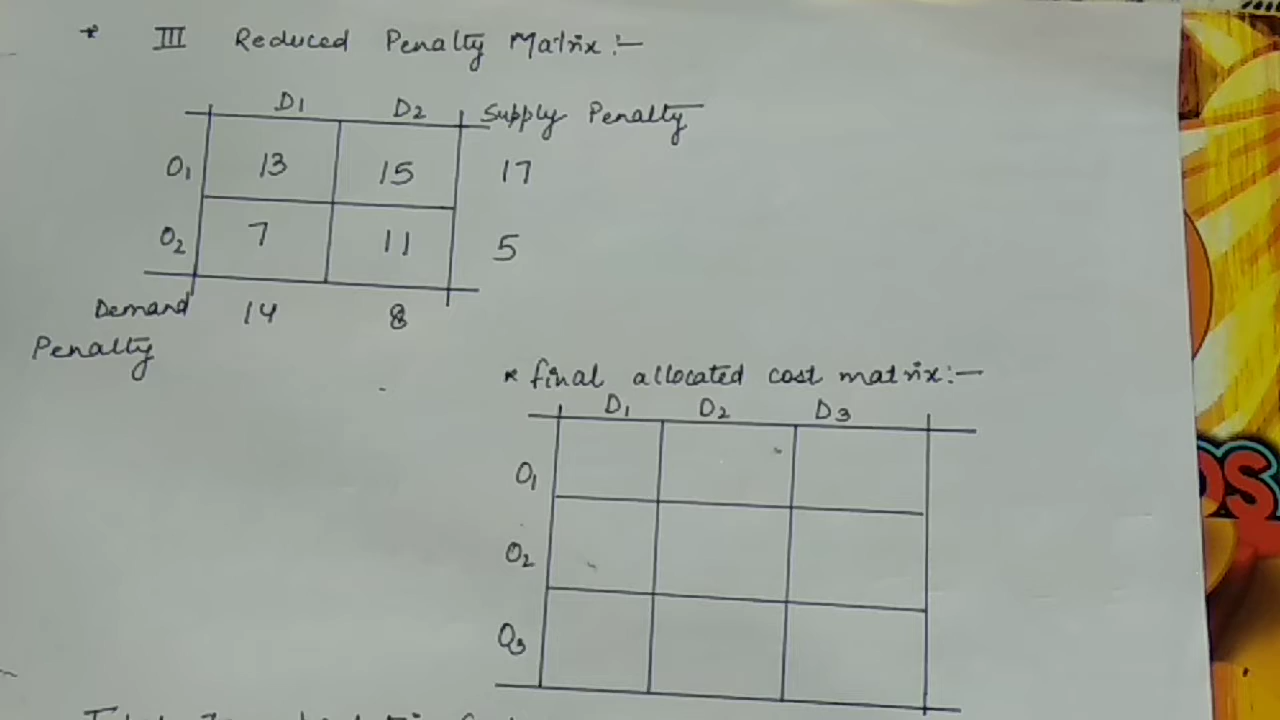 * III Reduced Penalty Matrix:-
D1 D2 Supply Penalty
O1 13 15 17
O2 7 11 5
Demand 14 8
Penalty
* final allocated cost matrix:-
D1 D2 D3
O1
O2
O3